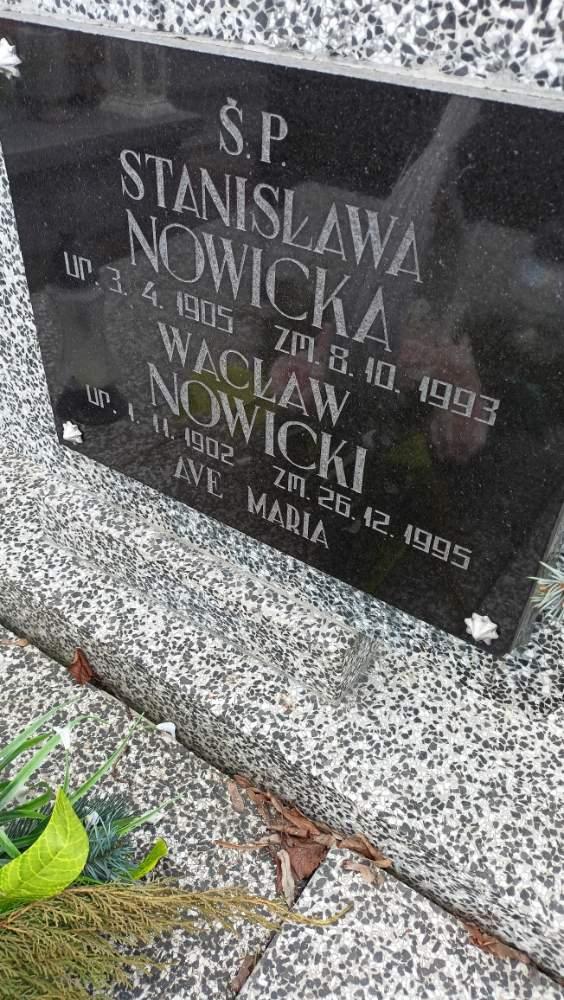 Ś.P.
STANISŁAWA
NOWICKA
ur. 3. 4. 1905 zm. 8. 10. 1993
WACŁAW
NOWICKI
ur. 1. 11. 1902 zm. 26. 12. 1995
AVE MARIA